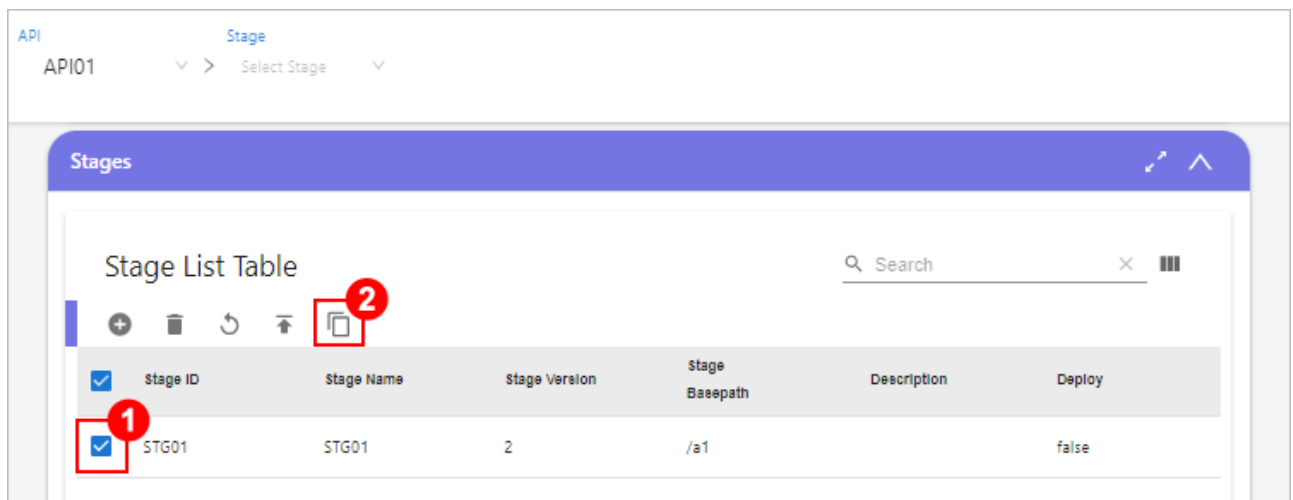 API Stage
API01 > Select Stage
Stages
Stage List Table
Search
2
Stage ID Stage Name Stage Version Stage Basepath Description Deploy
1
STG01 STG01 2 /a1 false